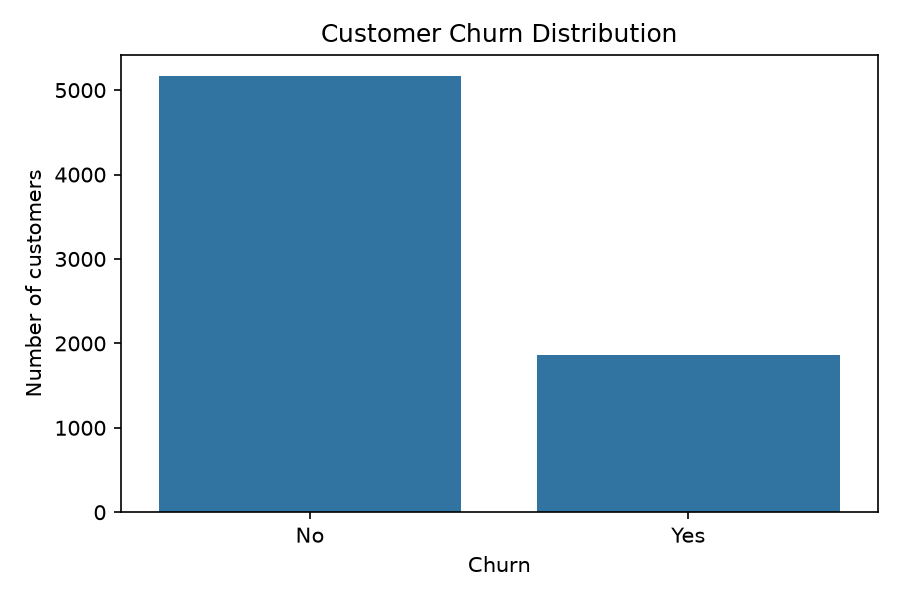 Customer Churn Distribution
Number of customers
5000
4000
3000
2000
1000
0
No
Yes
Churn